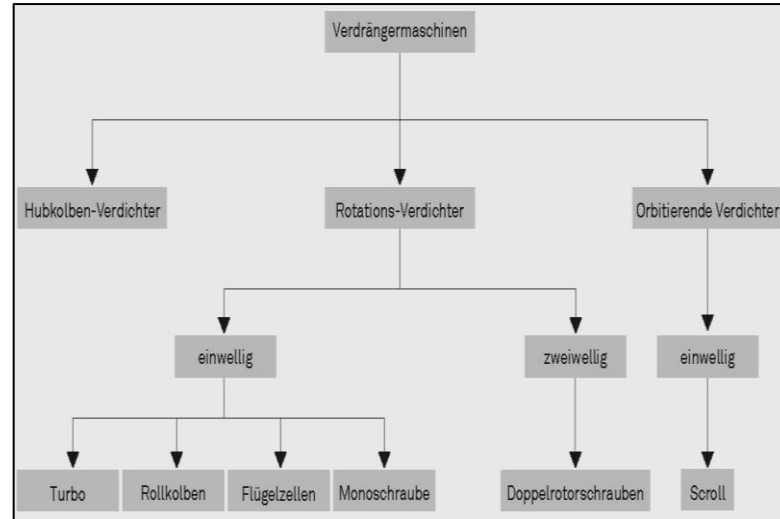 Verdrängermaschinen
Hubkolben-Verdichter
Rotations-Verdichter
Orbitierende Verdichter
einwellig
zweiwellig
einwellig
Turbo
Rollkolben
Flügelzellen
Monoschraube
Doppelrotorschrauben
Scroll